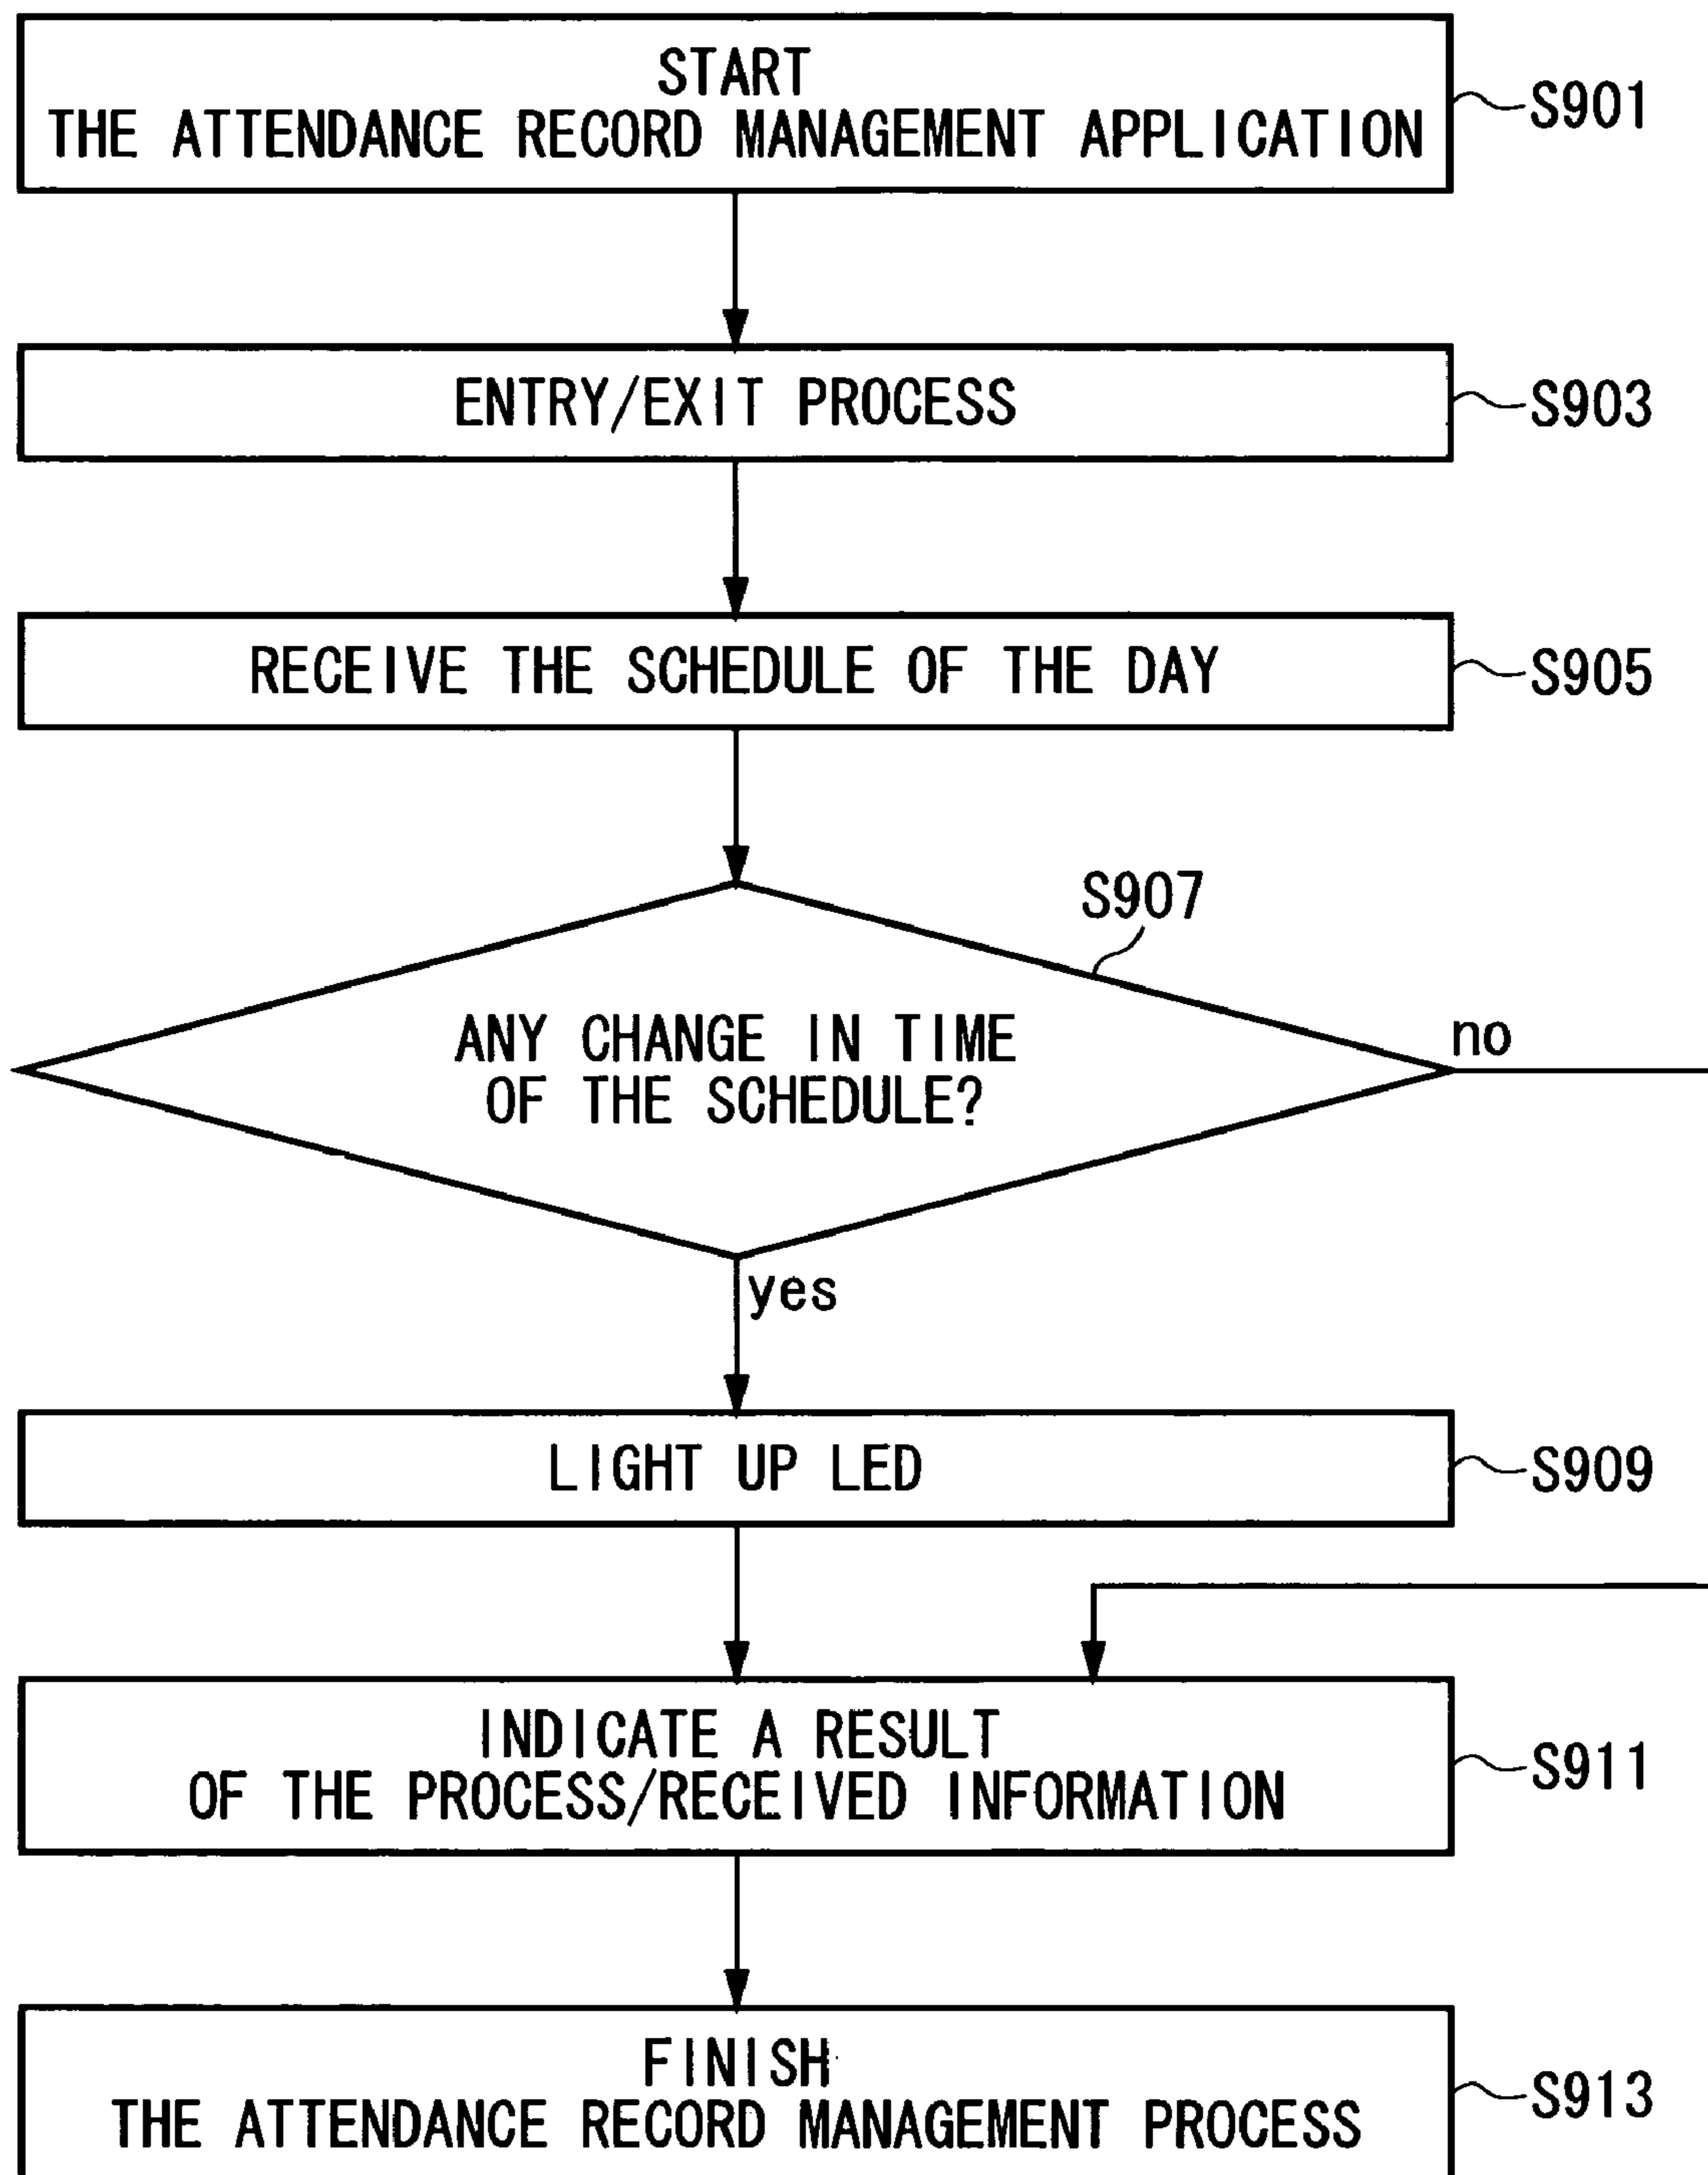 START
THE ATTENDANCE RECORD MANAGEMENT APPLICATION
S901
ENTRY/EXIT PROCESS
S903
RECEIVE THE SCHEDULE OF THE DAY
S905
S907
ANY CHANGE IN TIME
OF THE SCHEDULE?
no
yes
LIGHT UP LED
S909
INDICATE A RESULT
OF THE PROCESS/RECEIVED INFORMATION
S911
FINISH
THE ATTENDANCE RECORD MANAGEMENT PROCESS
S913